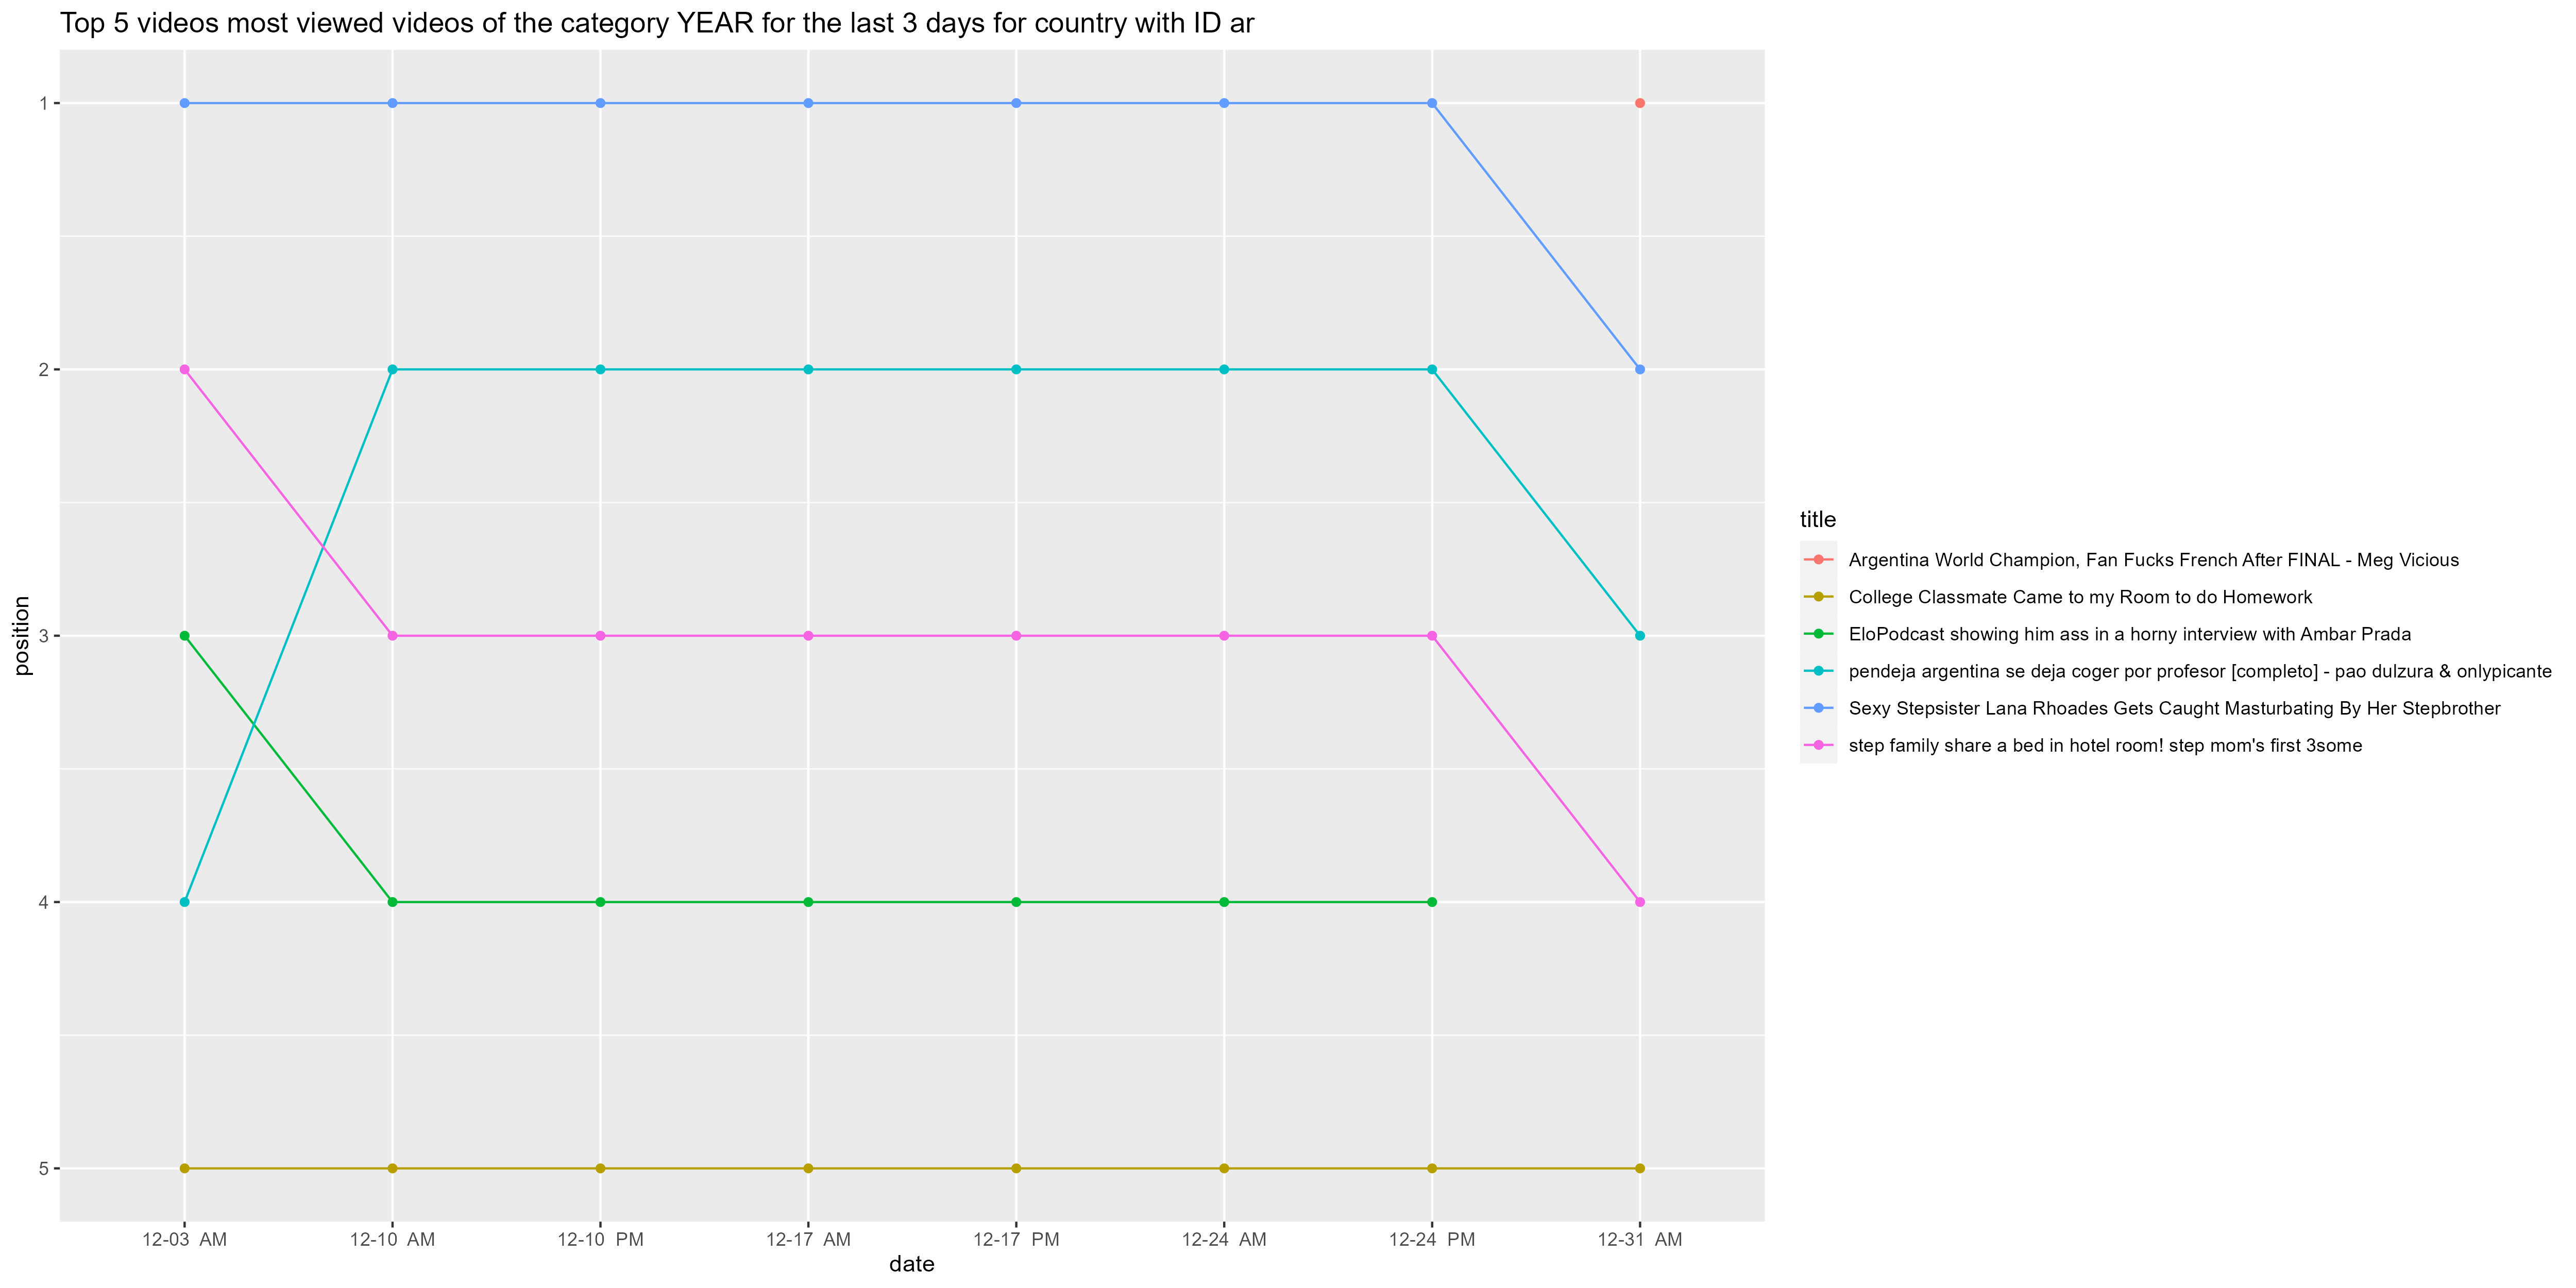 Top 5 videos most viewed videos of the category YEAR for the last 3 days for country with ID ar
1
2
3
4
5
position
12-03 AM
12-10 AM
12-10 PM
12-17 AM
12-17 PM
12-24 AM
12-24 PM
12-31 AM
date
title
Argentina World Champion, Fan Fucks French After FINAL - Meg Vicious
College Classmate Came to my Room to do Homework
EloPodcast showing him ass in a horny interview with Ambar Prada
pendeja argentina se deja coger por profesor [completo] - pao dulzura & onlypicante
Sexy Stepsister Lana Rhoades Gets Caught Masturbating By Her Stepbrother
step family share a bed in hotel room! step mom's first 3some